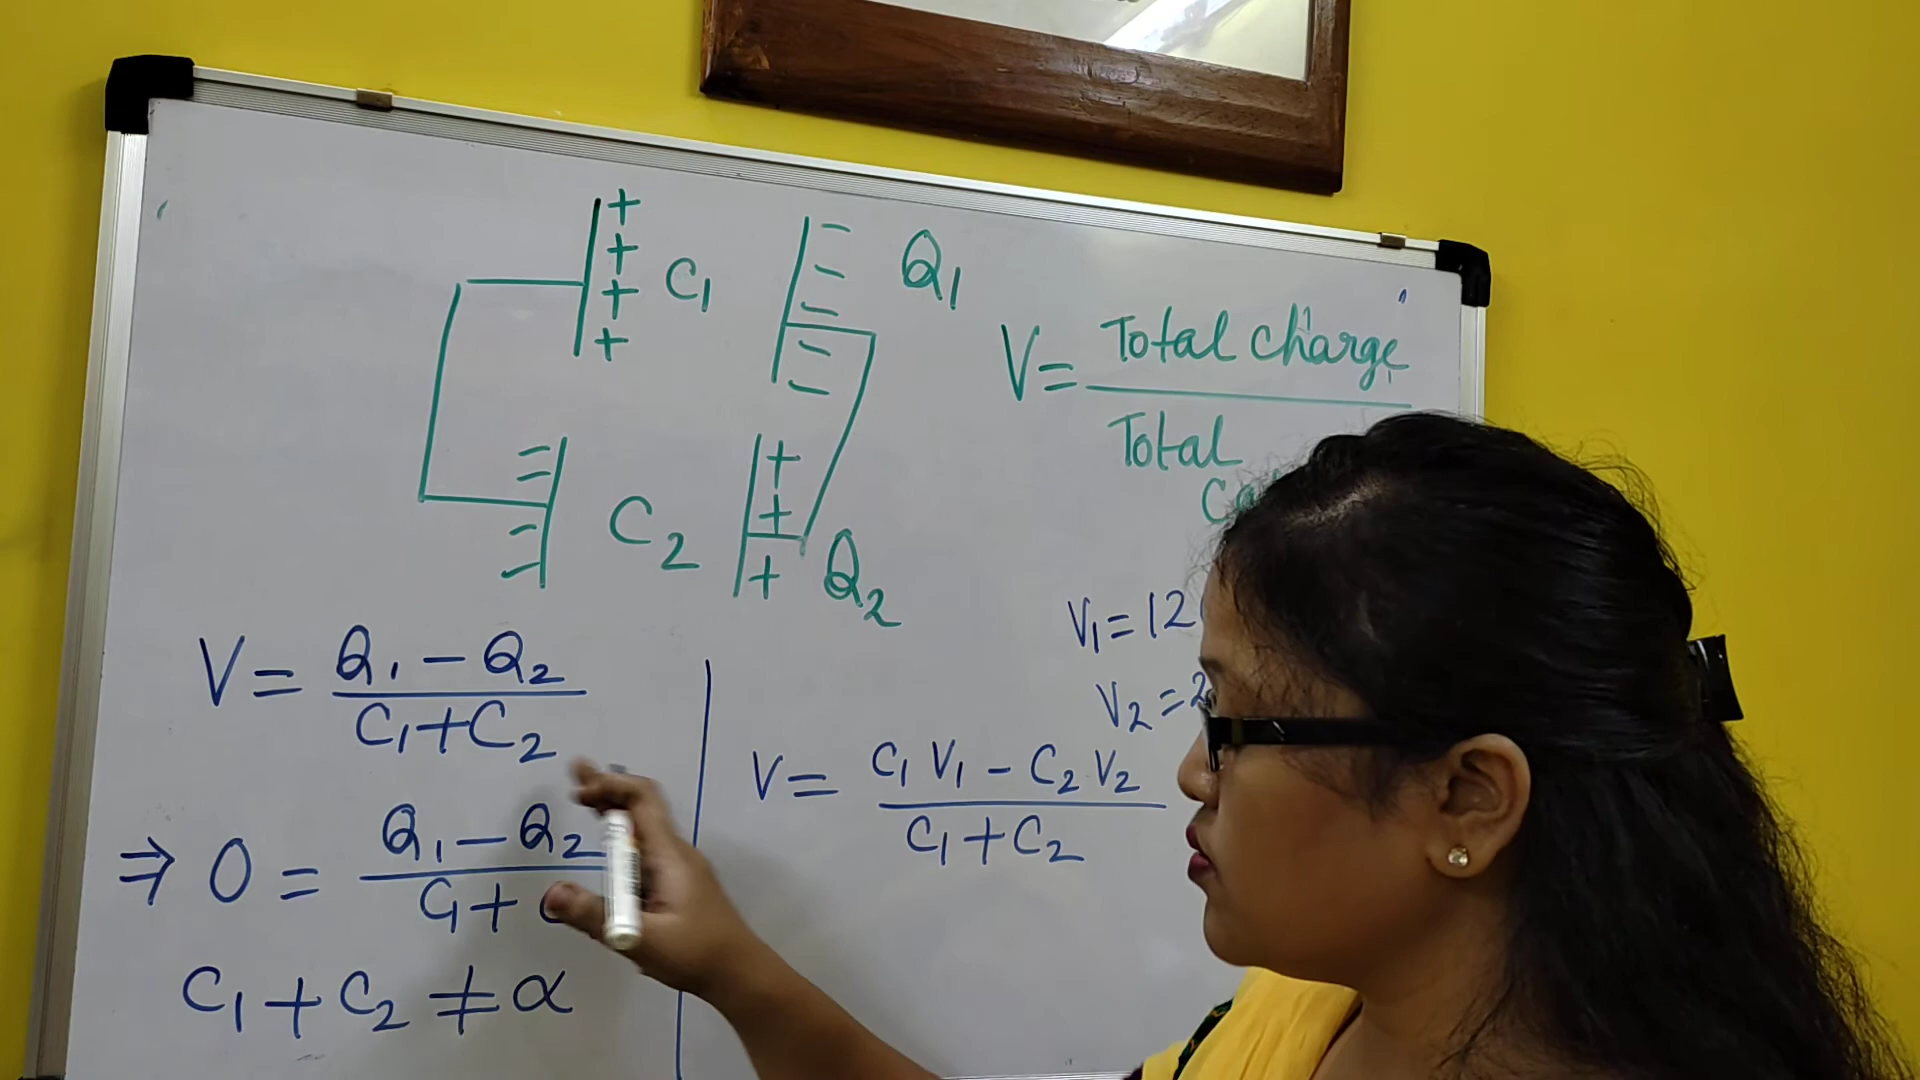 +
+
+
+
C₁
Q₁
V = Total charge
Total
C₂
+
+
+
Q₂
V₁ = 12
V₂ = 2
V = Q₁ - Q₂
C₁ + C₂
V = C₁ V₁ - C₂ V₂
C₁ + C₂
⇒ 0 = Q₁ - Q₂
C₁ +
C₁ + C₂ ≠ α